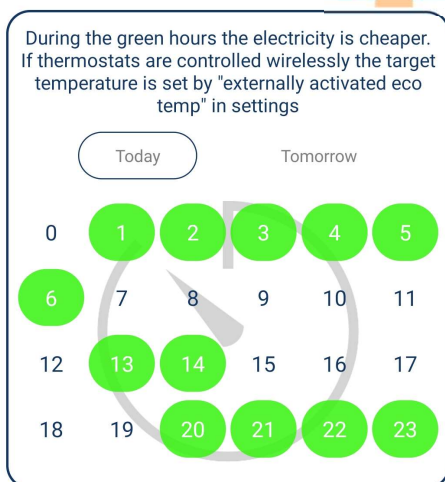 During the green hours the electricity is cheaper.
If thermostats are controlled wirelessly the target
temperature is set by "externally activated eco
temp" in settings
Today Tomorrow
0 1 2 3 4 5
6 7 8 9 10 11
12 13 14 15 16 17
18 19 20 21 22 23